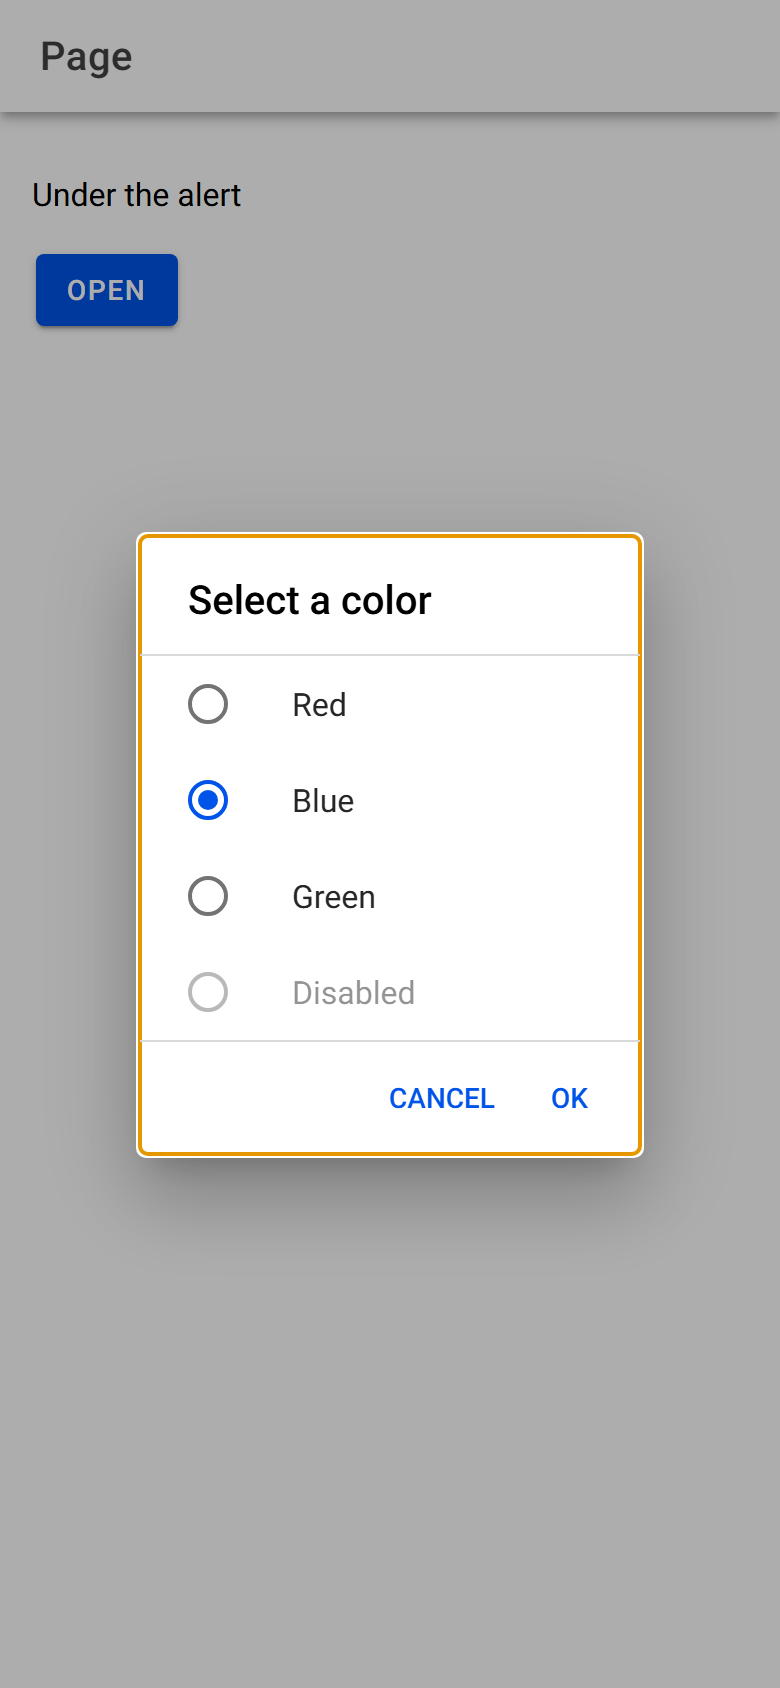 Page
Under the alert
OPEN
Select a color
Red
Blue
Green
Disabled
CANCEL OK